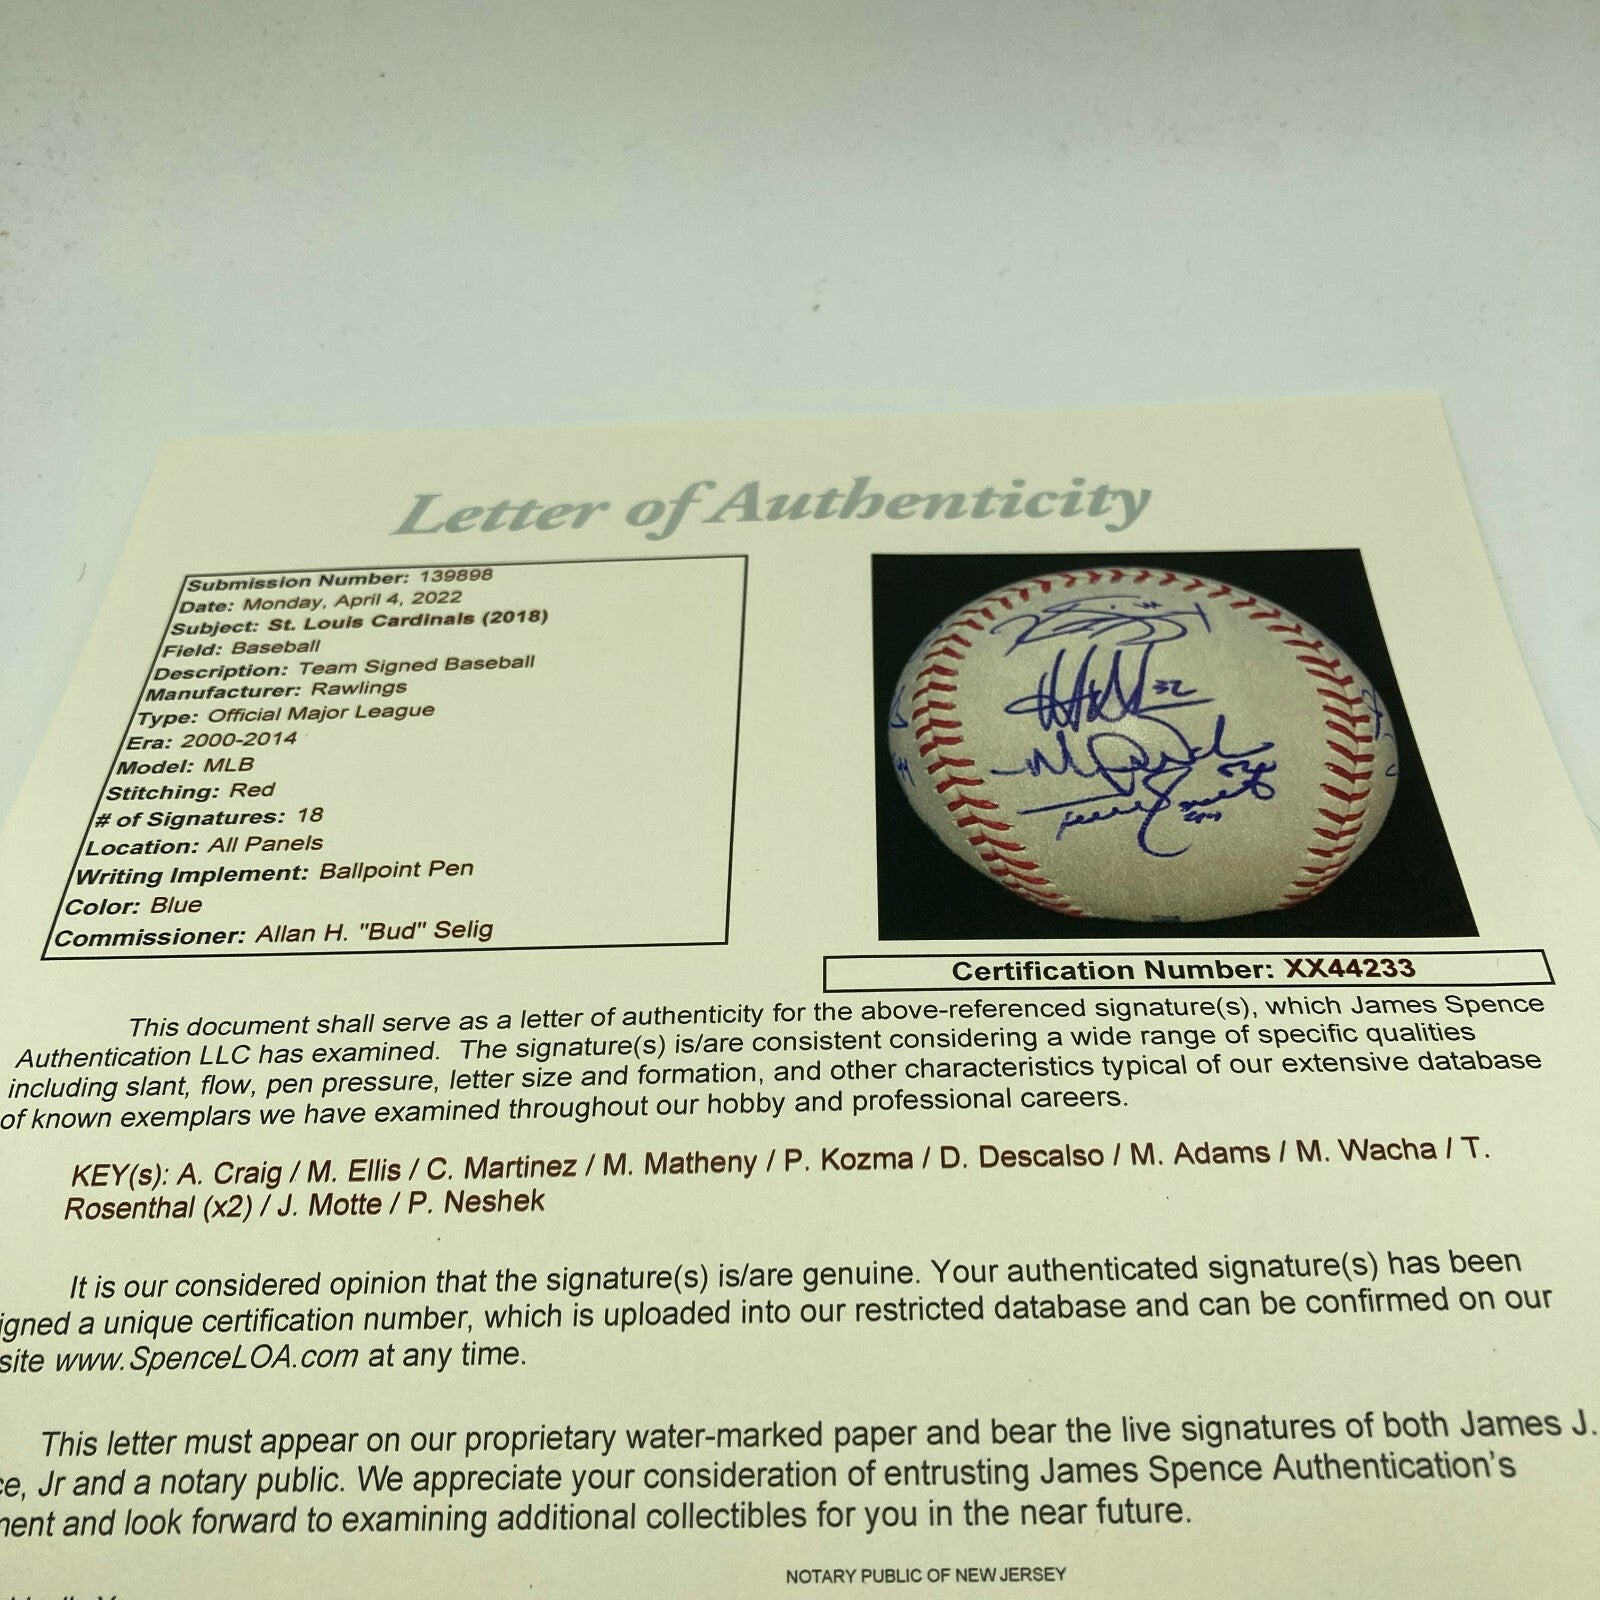 Letter of Authenticity
Submission Number: 139898
Date: Monday, April 4, 2022
Subject: St. Louis Cardinals (2018)
Field: Baseball
Description: Team Signed Baseball
Manufacturer: Rawlings
Type: Official Major League
Era: 2000-2014
Model: MLB
Stitching: Red
# of Signatures: 18
Location: All Panels
Writing Implement: Ballpoint Pen
Color: Blue
Commissioner: Allan H. "Bud" Selig
32
Certification Number: XX44233
This document shall serve as a letter of authenticity for the above-referenced signature(s), which James Spence
Authentication LLC has examined. The signature(s) is/are consistent considering a wide range of specific qualities
including slant, flow, pen pressure, letter size and formation, and other characteristics typical of our extensive database
of known exemplars we have examined throughout our hobby and professional careers.
KEY(s): A. Craig / M. Ellis / C. Martinez / M. Matheny / P. Kozma / D. Descalso / M. Adams / M. Wacha / T.
Rosenthal (x2) / J. Motte / P. Neshek
It is our considered opinion that the signature(s) is/are genuine. Your authenticated signature(s) has been
igned a unique certification number, which is uploaded into our restricted database and can be confirmed on our
site www.SpenceLOA.com at any time.
This letter must appear on our proprietary water-marked paper and bear the live signatures of both James J.
ce, Jr and a notary public. We appreciate your consideration of entrusting James Spence Authentication's
ment and look forward to examining additional collectibles for you in the near future.
NOTARY PUBLIC OF NEW JERSEY